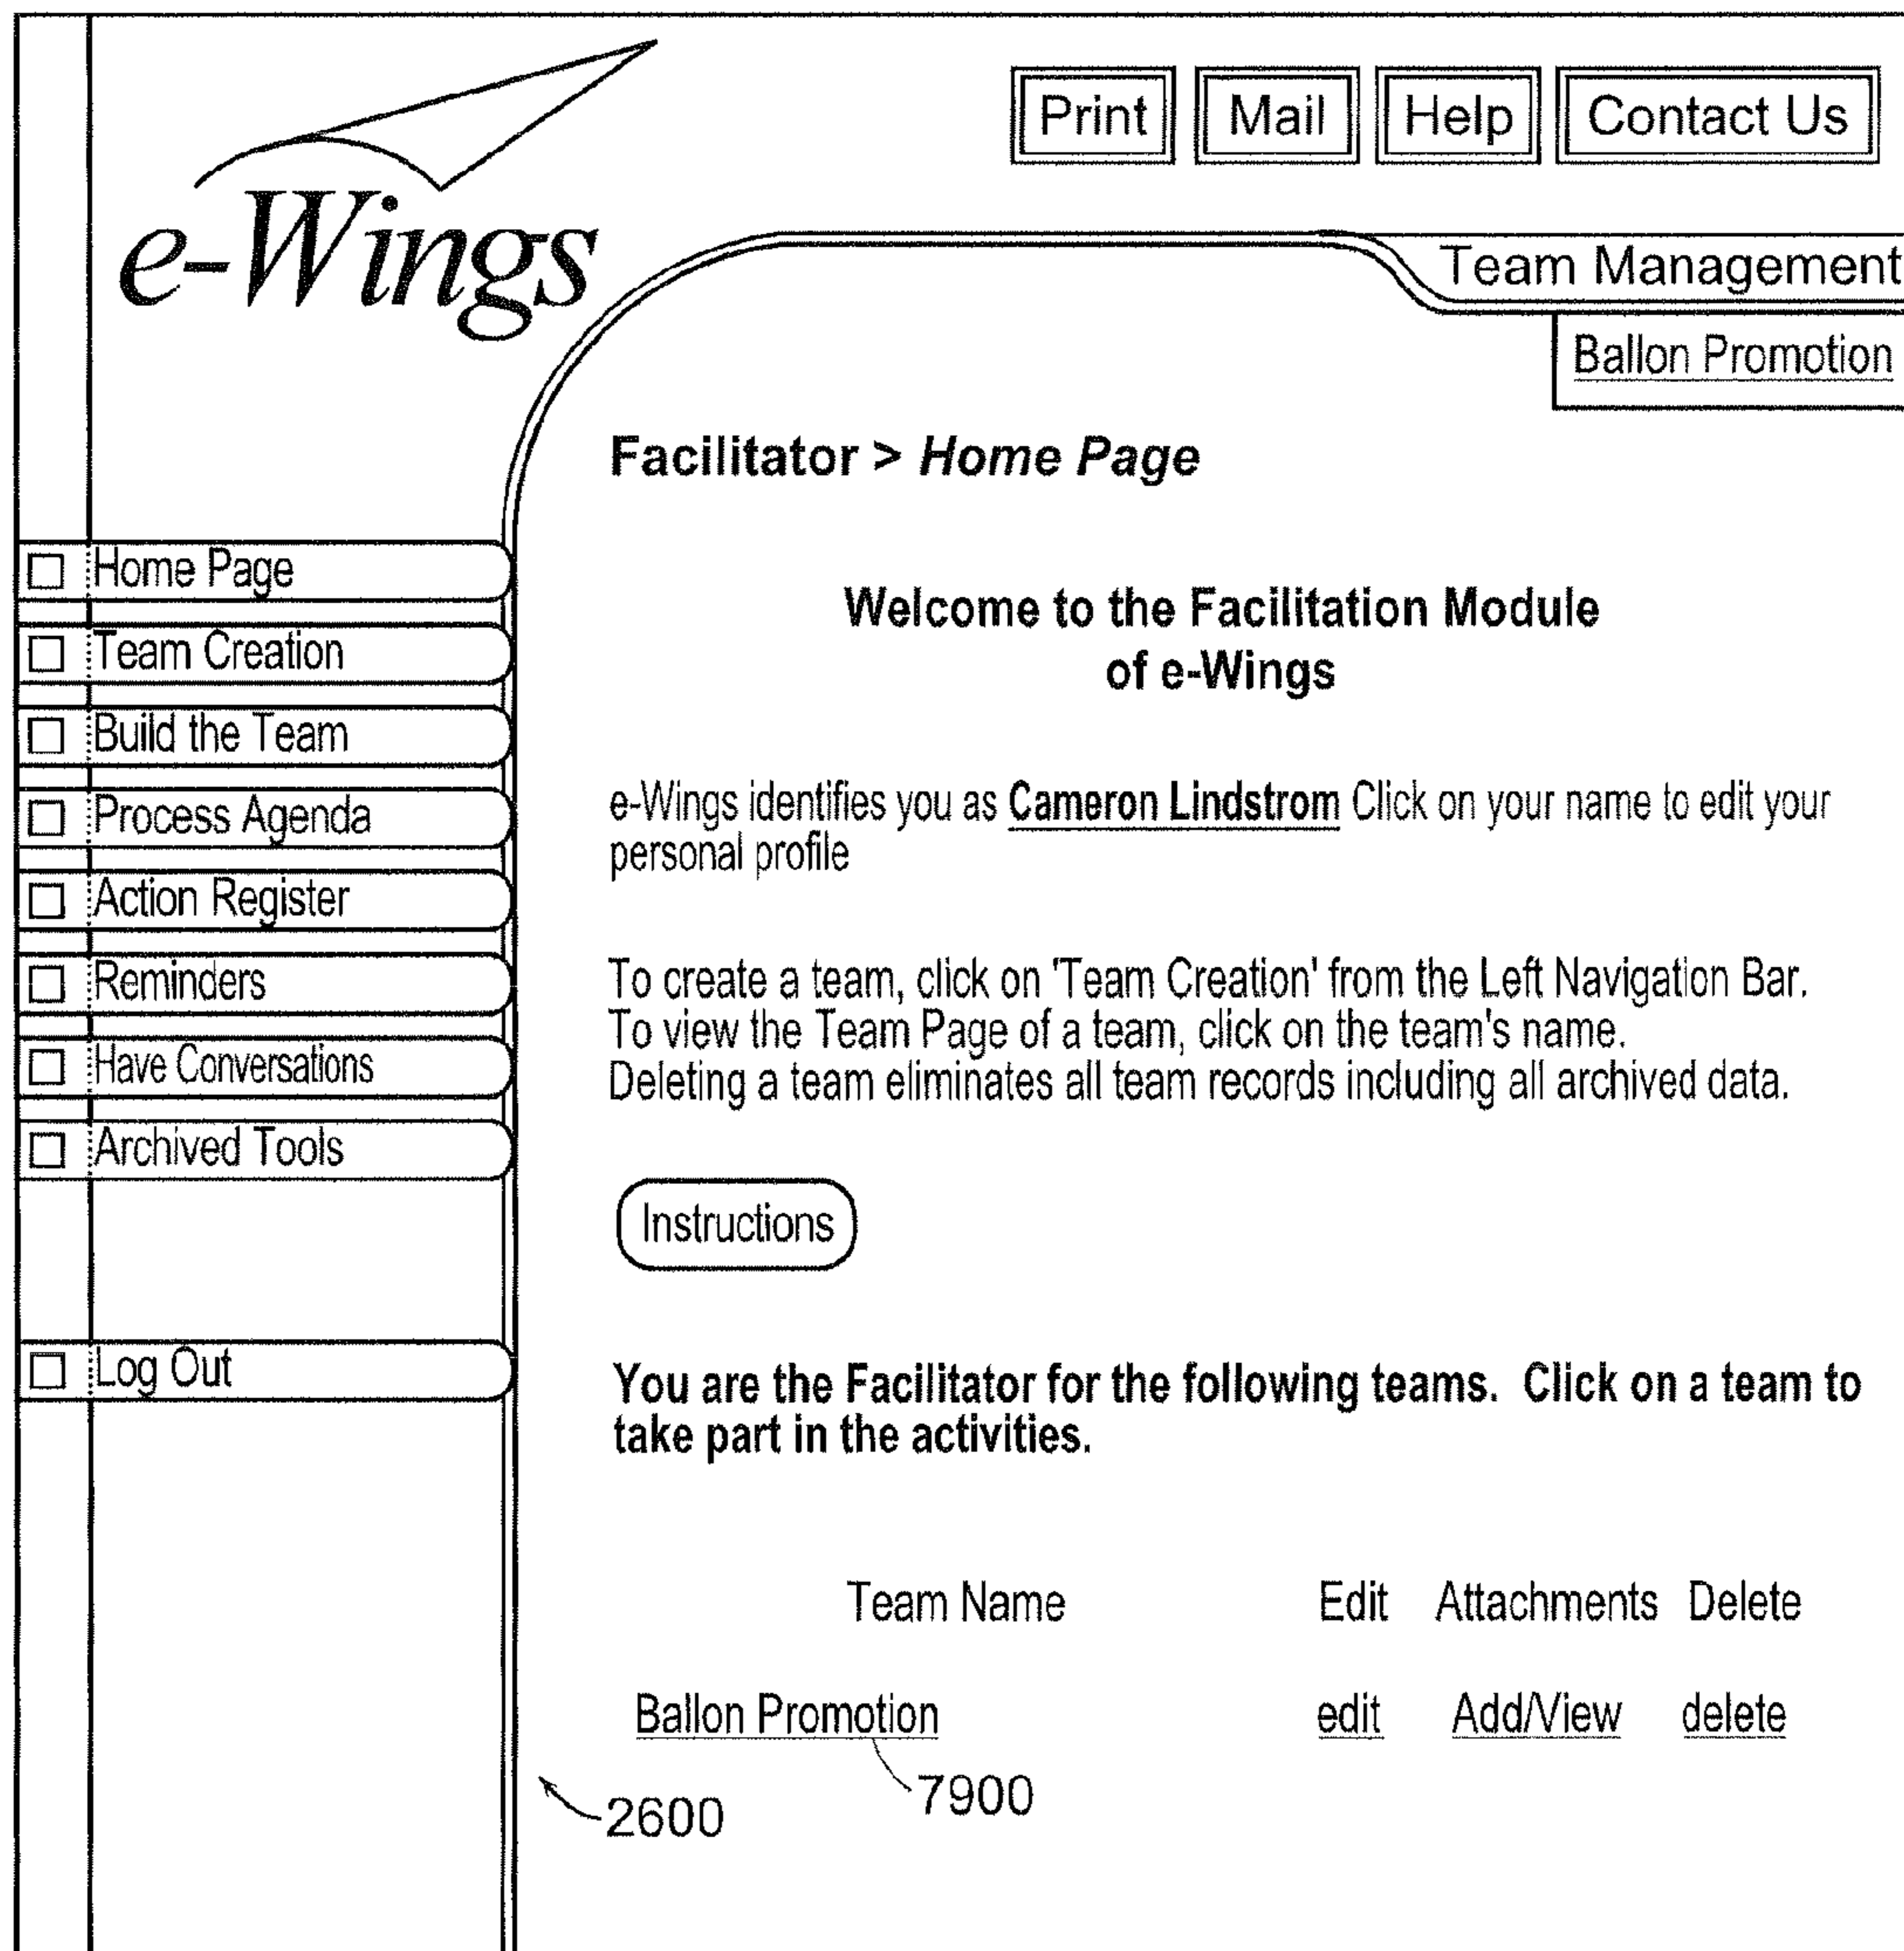 e-Wings
Print
Mail
Help
Contact Us
Team Management
Ballon Promotion
Facilitator > Home Page
Home Page
Team Creation
Build the Team
Process Agenda
Action Register
Reminders
Have Conversations
Archived Tools
Log Out
Welcome to the Facilitation Module
of e-Wings
e-Wings identifies you as Cameron Lindstrom Click on your name to edit your
personal profile
To create a team, click on 'Team Creation' from the Left Navigation Bar.
To view the Team Page of a team, click on the team's name.
Deleting a team eliminates all team records including all archived data.
Instructions
You are the Facilitator for the following teams. Click on a team to
take part in the activities.
Team Name Edit Attachments Delete
Ballon Promotion edit Add/View delete
7900
2600